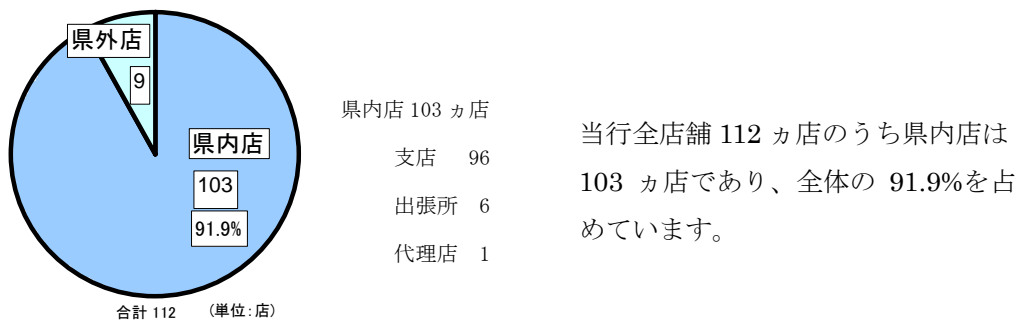 県外店
9
県内店
103
91.9%
合計 112 (単位:店)
県内店 103 ヵ店
支店 96
出張所 6
代理店 1
当行全店舗 112 ヵ店のうち県内店は
103 ヵ店であり、全体の 91.9%を占
めています。